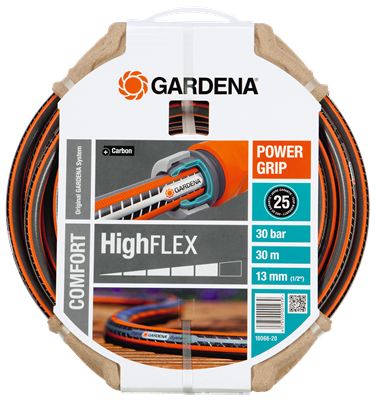 GARDENA
Carbon
Original GARDENA System
GARDENA
POWER
GRIP
25
30 bar
30 m
13 mm (1/2")
COMFORT
HighFLEX
18066-20